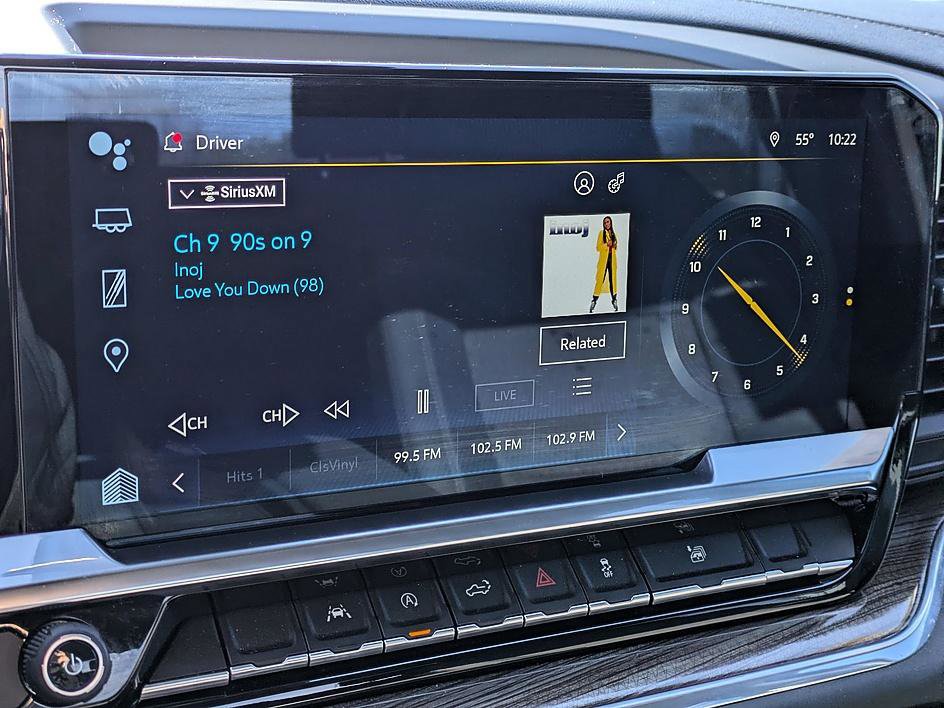 Driver
55° 10:22
SiriusXM
Ch 9 90s on 9
Inoj
Love You Down (98)
inoj
Related
12
1
2
3
4
5
6
7
8
9
10
11
CH
CH
LIVE
Hits 1
ClsVinyl
99.5 FM
102.5 FM
102.9 FM
A
OFF